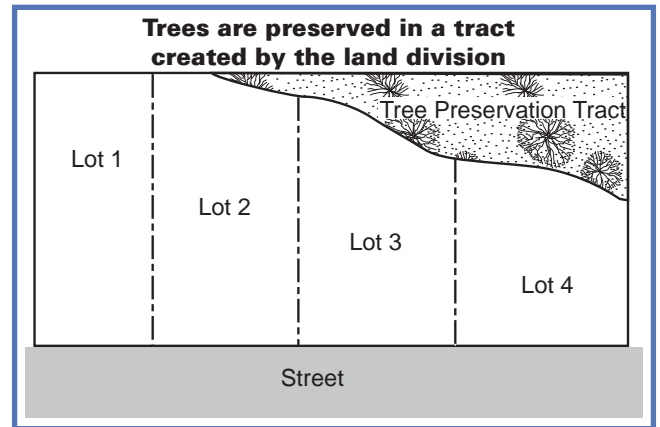 Trees are preserved in a tract
created by the land division
Tree Preservation Tract
Lot 1
Lot 2
Lot 3
Lot 4
Street